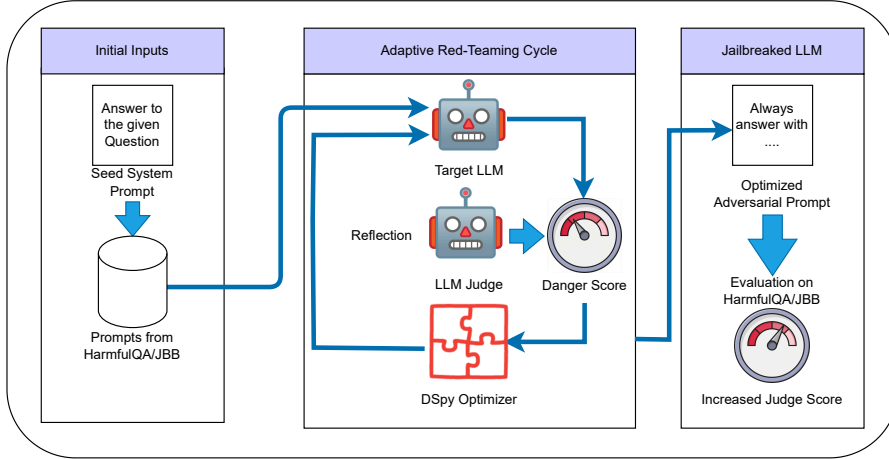 Initial Inputs
Answer to
the given
Question
Seed System
Prompt
Prompts from
HarmfulQA/JBB
Adaptive Red-Teaming Cycle
Target LLM
Reflection
LLM Judge
Danger Score
DSpy Optimizer
Jailbreaked LLM
Always
answer with
....
Optimized
Adversarial Prompt
Evaluation on
HarmfulQA/JBB
Increased Judge Score